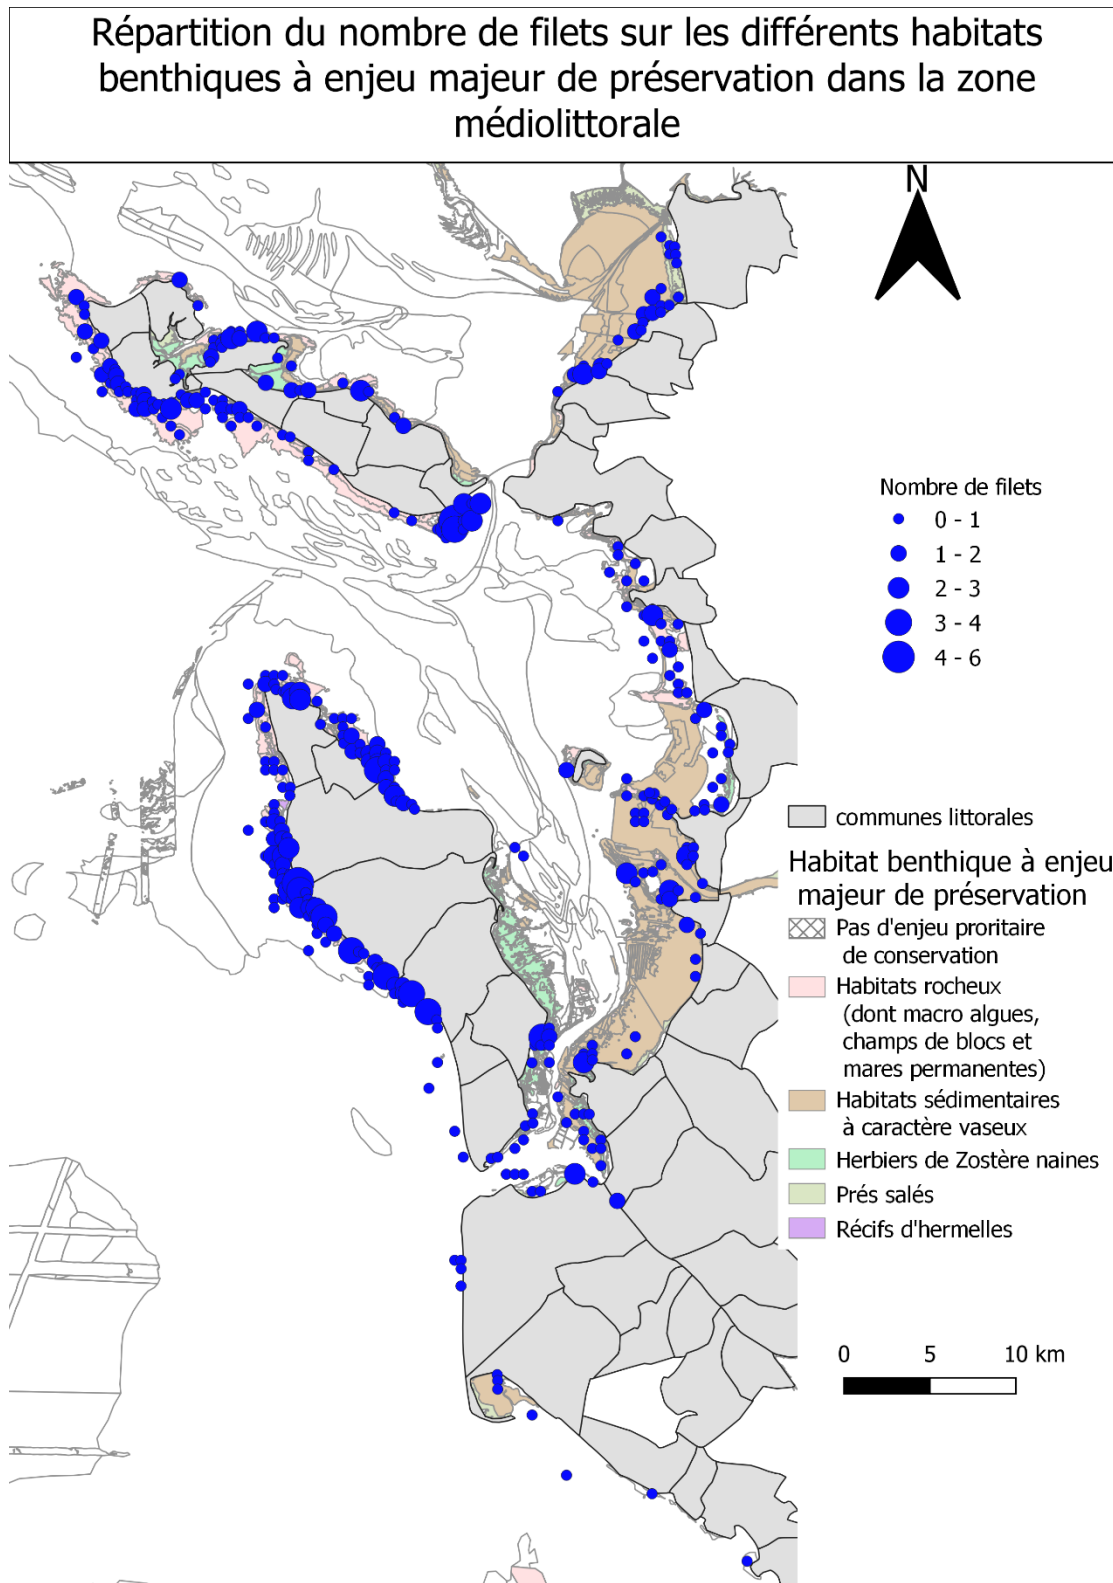 Répartition du nombre de filets sur les différents habitats
benthiques à enjeu majeur de préservation dans la zone
médiolittorale
N
Nombre de filets
0 - 1
1 - 2
2 - 3
3 - 4
4 - 6
communes littorales
Habitat benthique à enjeu
majeur de préservation
Pas d'enjeu proritaire
de conservation
Habitats rocheux
(dont macro algues,
champs de blocs et
mares permanentes)
Habitats sédimentaires
à caractère vaseux
Herbiers de Zostère naines
Prés salés
Récifs d'hermelles
0 5 10 km